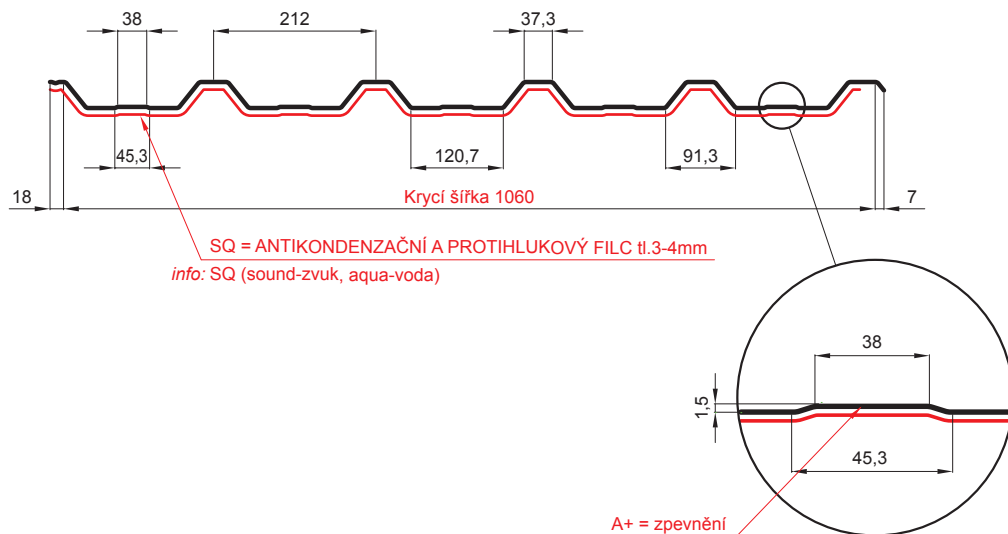 38
212
37,3
45,3
120,7
91,3
18
Krycí šířka 1060
7
SQ = ANTIKONDENZAČNÍ A PROTIHLUKOVÝ FILC tl.3-4mm
info: SQ (sound-zvuk, aqua-voda)
38
1,5
45,3
A+ = zpevnění